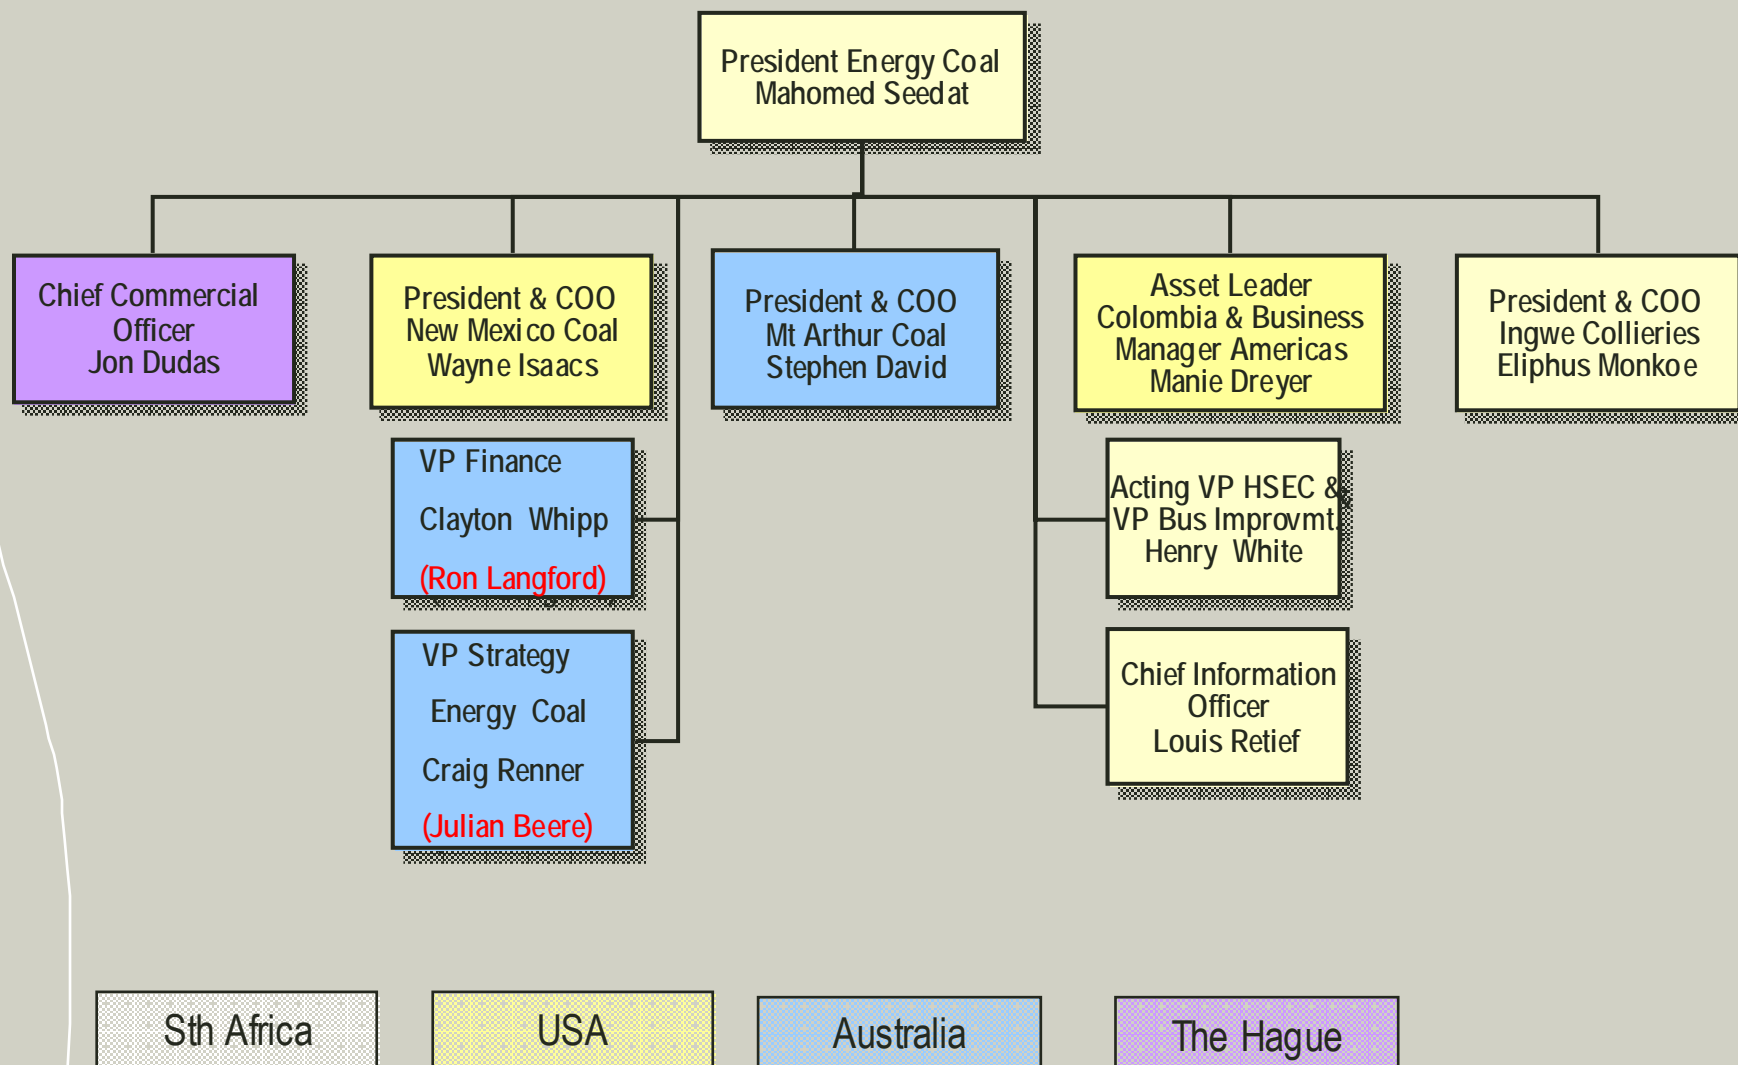 President Energy Coal
Mahomed Seedat
Chief Commercial
Officer
Jon Dudas
President & COO
New Mexico Coal
Wayne Isaacs
President & COO
Mt Arthur Coal
Stephen David
Asset Leader
Colombia & Business
Manager Americas
Manie Dreyer
President & COO
Ingwe Collieries
Eliphus Monkoe
VP Finance
Clayton Whipp
(Ron Langford)
Acting VP HSEC &
VP Bus Improvmt.
Henry White
VP Strategy
Energy Coal
Craig Renner
(Julian Beere)
Chief Information
Officer
Louis Retief
Sth Africa
USA
Australia
The Hague